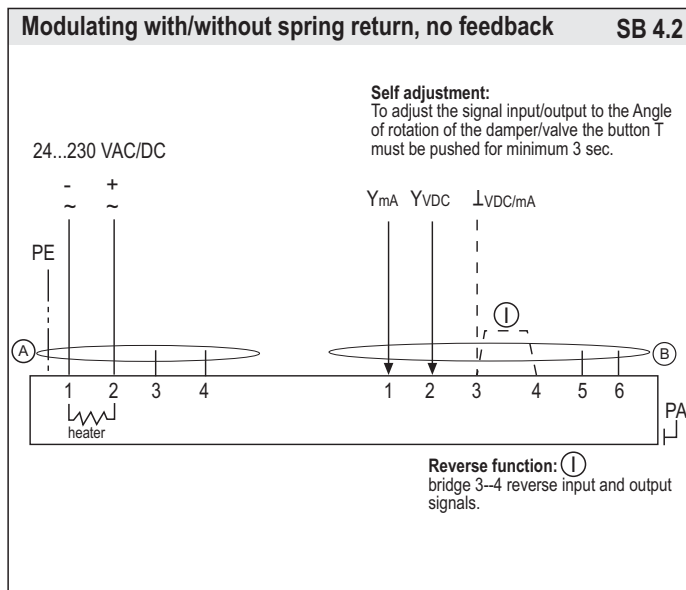 Modulating with/without spring return, no feedback SB 4.2
Self adjustment:
To adjust the signal input/output to the Angle
of rotation of the damper/valve the button T
must be pushed for minimum 3 sec.
24...230 VAC/DC
- +
~ ~
YmA YVDC ⊥VDC/mA
PE
A
B
1 2 3 4 1 2 3 4 5 6
heater
PA
Reverse function: I
bridge 3--4 reverse input and output
signals.